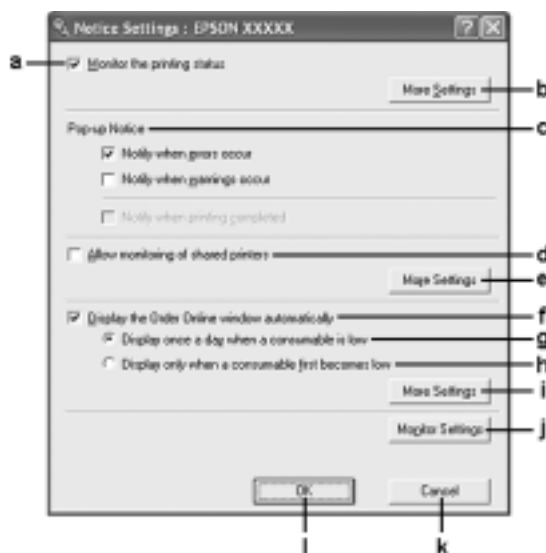 Notice Settings : EPSON XXXXX
a
Monitor the printing status
More Settings
b
Pop-up Notice
c
Notify when errors occur
Notify when warnings occur
Notify when printing completed
Allow monitoring of shared printers
d
More Settings
e
Display the Order Online window automatically
f
Display once a day when a consumable is low
g
Display only when a consumable first becomes low
h
More Settings
i
Monitor Settings
j
OK
Cancel
l
k